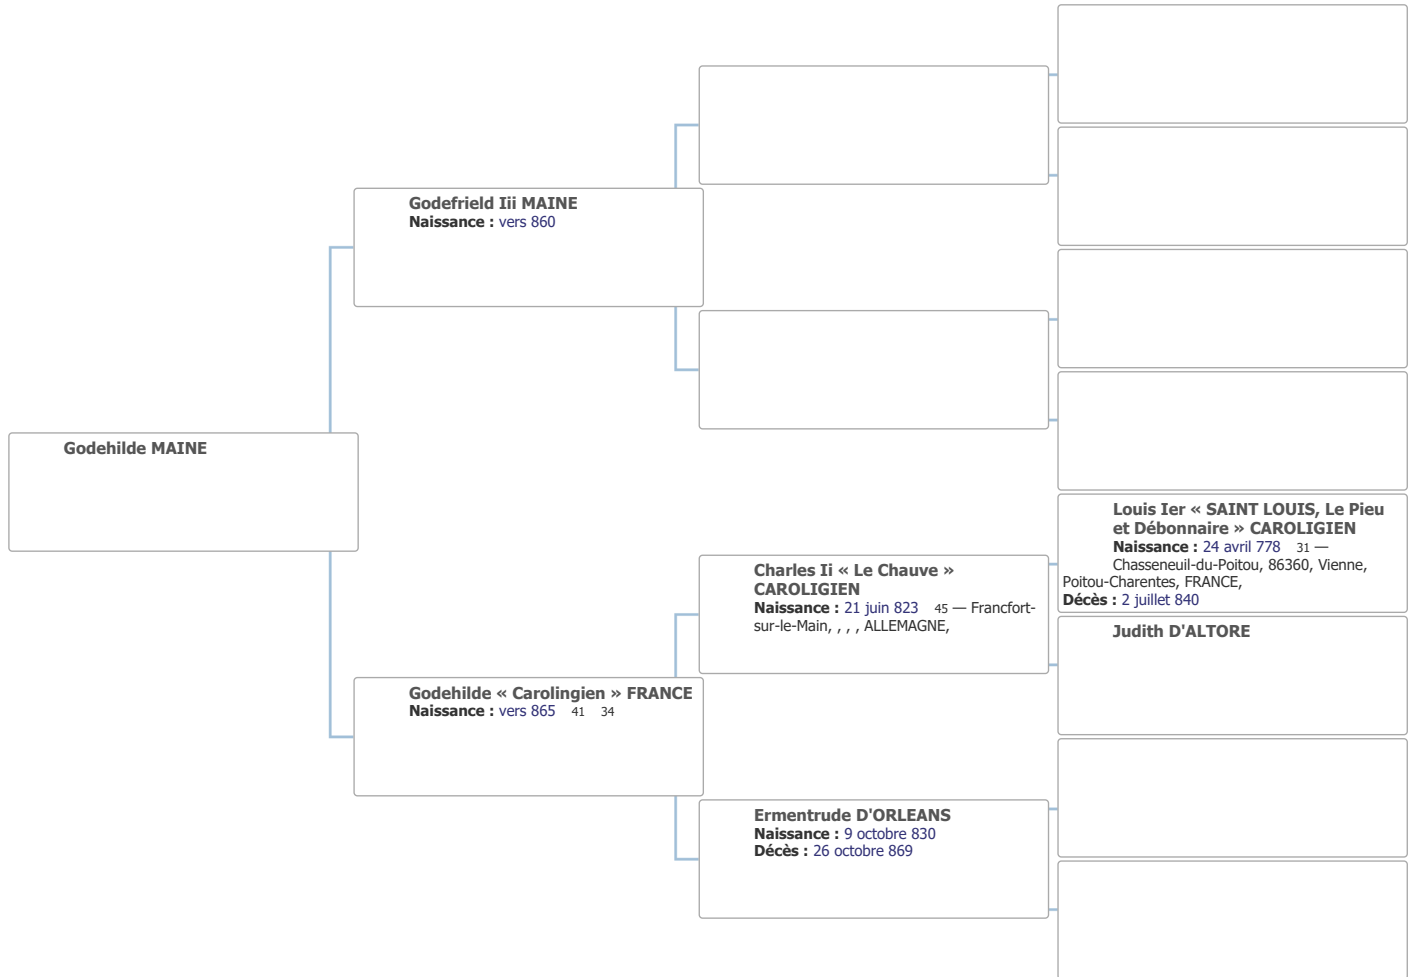 Godefrield Iii MAINE
Naissance : vers 860
Godehilde MAINE
Louis Ier « SAINT LOUIS, Le Pieu
et Débonnaire » CAROLIGIEN
Naissance : 24 avril 778 31 —
Chasseneuil-du-Poitou, 86360, Vienne,
Poitou-Charentes, FRANCE,
Décès : 2 juillet 840
Charles Ii « Le Chauve »
CAROLIGIEN
Naissance : 21 juin 823 45 — Francfort-
sur-le-Main, , , , ALLEMAGNE,
Judith D'ALTORE
Godehilde « Carolingien » FRANCE
Naissance : vers 865 41 34
Ermentrude D'ORLEANS
Naissance : 9 octobre 830
Décès : 26 octobre 869